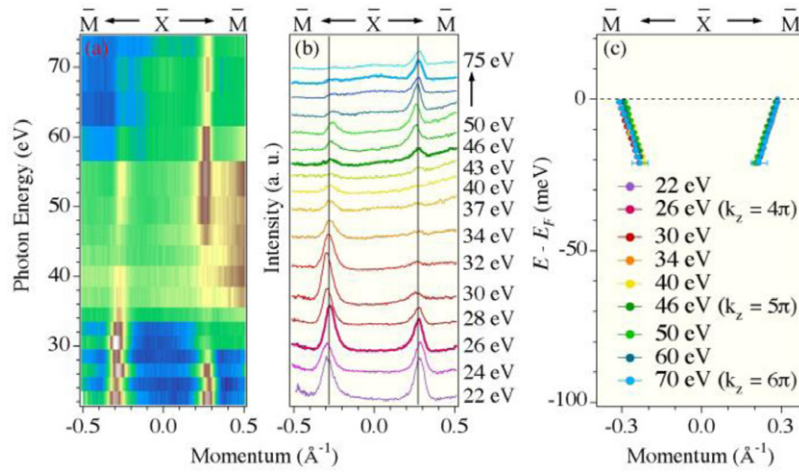 M̄ ← X̄ → M̄
(a)
Photon Energy (eV)
70
60
50
40
30
-0.5 0.0 0.5
Momentum (Å⁻¹)
M̄ ← X̄ → M̄
(b)
Intensity (a. u.)
75 eV
50 eV
46 eV
43 eV
40 eV
37 eV
34 eV
32 eV
30 eV
28 eV
26 eV
24 eV
22 eV
-0.5 0.0 0.5
Momentum (Å⁻¹)
M̄ ← X̄ → M̄
(c)
E - E_F (meV)
0
-50
-100
22 eV
26 eV (k_z = 4π)
30 eV
34 eV
40 eV
46 eV (k_z = 5π)
50 eV
60 eV
70 eV (k_z = 6π)
-0.3 0.0 0.3
Momentum (Å⁻¹)